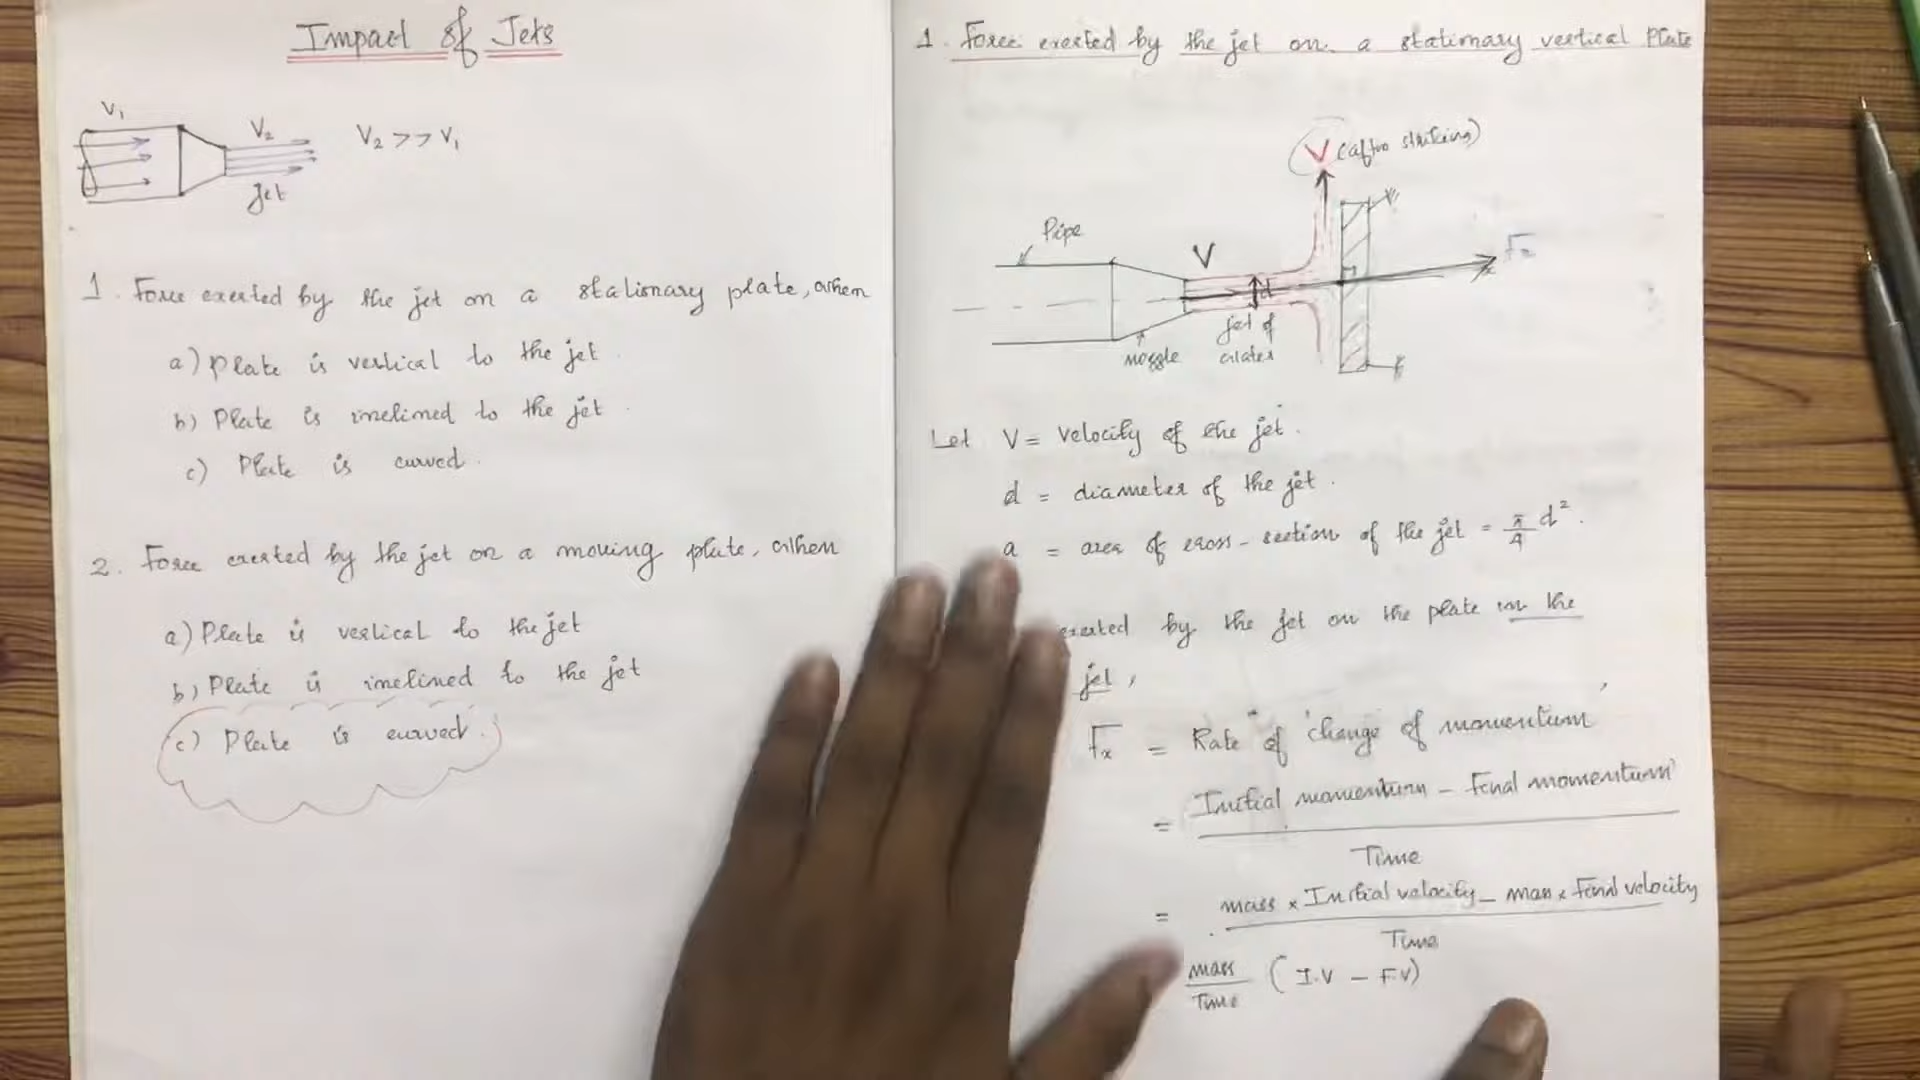 Impact of Jets
V₁
V₂
V₂ >> V₁
Jet
1. Force exerted by the jet on a stationary plate, when
a) Plate is vertical to the jet.
b) Plate is inclined to the jet.
c) Plate is curved.
2. Force exerted by the jet on a moving plate, when
a) Plate is vertical to the jet
b) Plate is inclined to the jet
c) Plate is curved.
1. Force exerted by the jet on a stationary vertical plate
V (after striking)
Pipe
V
Fx
d
jet of
water
nozzle
Let V = Velocity of the jet.
d = diameter of the jet.
a = area of cross-section of the jet = π/4 d².
exerted by the jet on the plate in the
jet,
Fx = Rate of change of momentum
= Initial momentum - Final momentum
Time
= mass × Initial velocity - mass × Final velocity
Time
mass/Time (I.V - F.V)